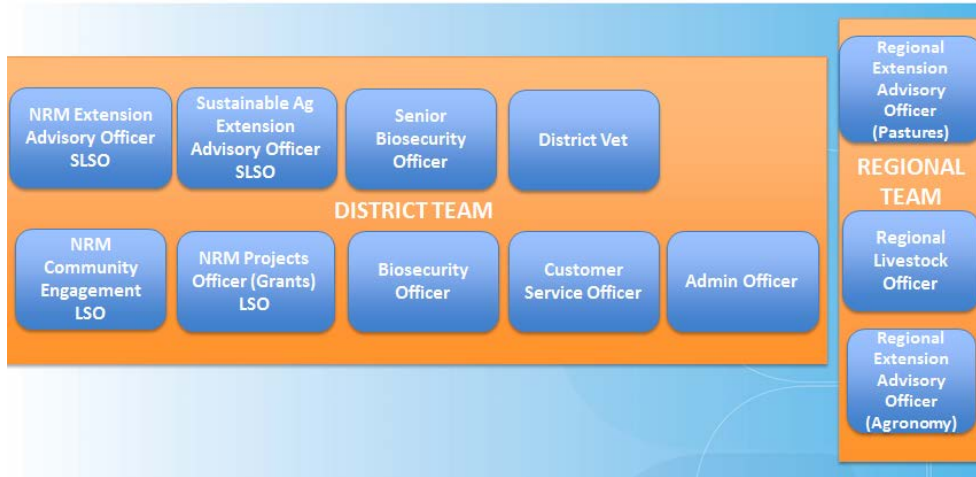 NRM Extension
Advisory Officer
SLSO
Sustainable Ag
Extension
Advisory Officer
SLSO
Senior
Biosecurity
Officer
District Vet
DISTRICT TEAM
NRM
Community
Engagement
LSO
NRM Projects
Officer (Grants)
LSO
Biosecurity
Officer
Customer
Service Officer
Admin Officer
Regional
Extension
Advisory
Officer
(Pastures)
REGIONAL
TEAM
Regional
Livestock
Officer
Regional
Extension
Advisory
Officer
(Agronomy)